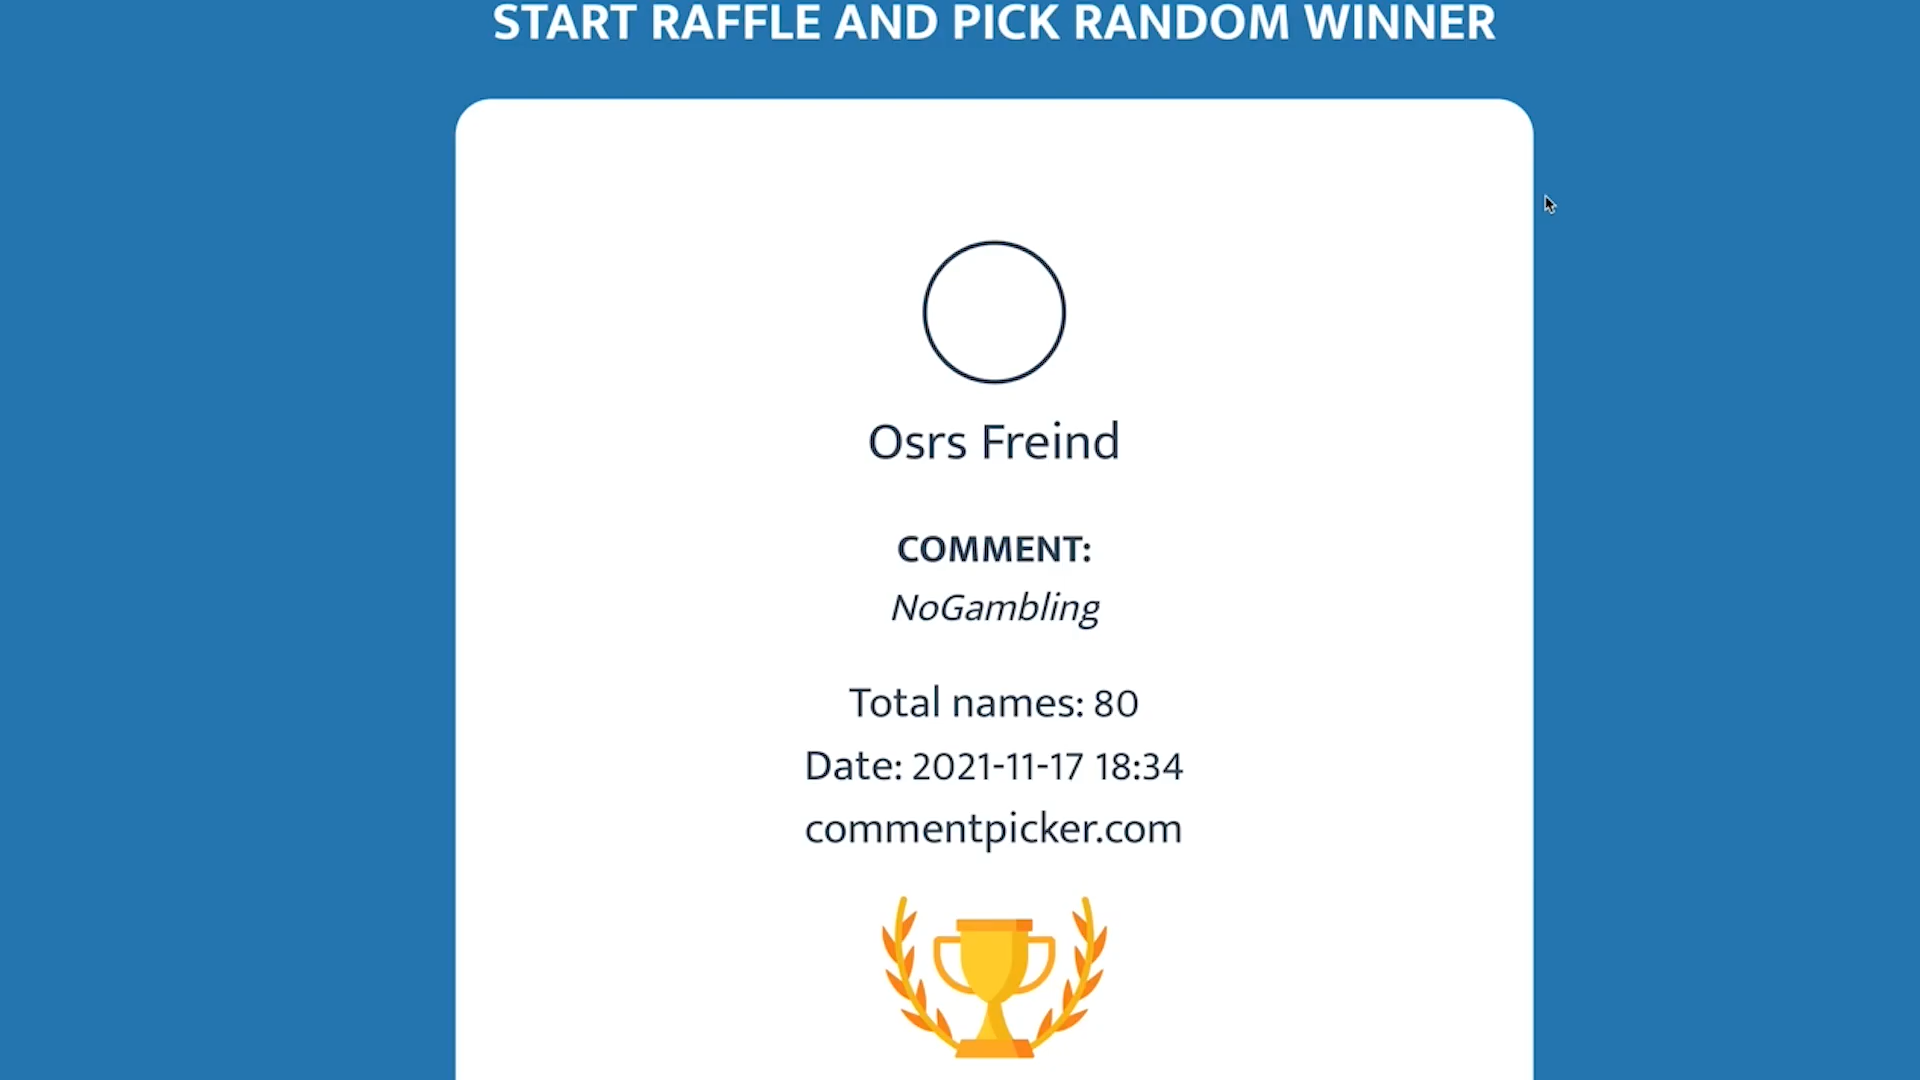 START RAFFLE AND PICK RANDOM WINNER
Osrs Freind
COMMENT:
NoGambling
Total names: 80
Date: 2021-11-17 18:34
commentpicker.com